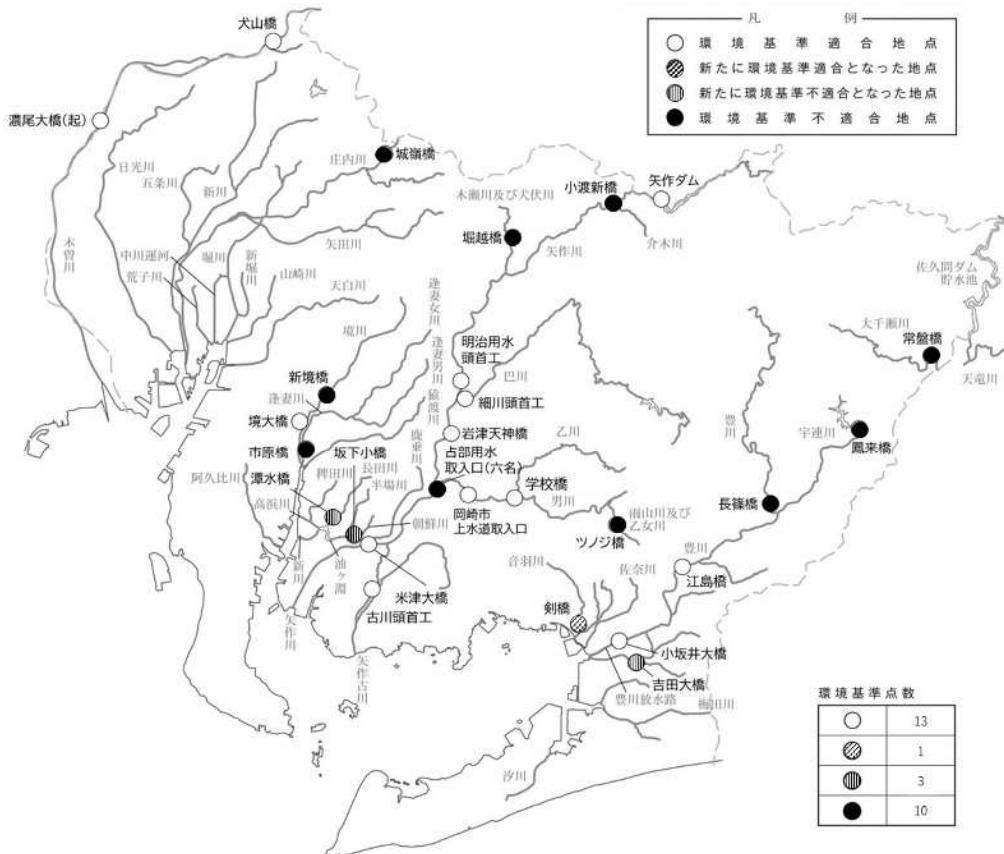 犬山橋
凡例
環境基準適合地点
新たに環境基準適合となった地点
新たに環境基準不適合となった地点
環境基準不適合地点
濃尾大橋(起)
日光川
五条川
新川
庄内川
城嶺橋
木瀬川及び犬伏川
小渡新橋
矢作ダム
堀越橋
矢作川
介木川
木曽川
中川運河
荒子川
堀川
新堀川
矢田川
山崎川
天白川
佐久間ダム
貯水池
大千瀬川
常盤橋
天竜川
逢妻女川
逢妻男川
猿渡川
境川
明治用水
頭首工
巴川
細川頭首工
新境橋
逢妻川
境大橋
岩津天神橋
豊川
宇連川
鳳来橋
市原橋
坂下小橋
鹿乗川
占部用水
取入口(六名)
乙川
阿久比川
潭水橋
稗田川
長田川
半場川
学校橋
男川
長篠橋
高浜川
朝鮮川
岡崎市
上水道取入口
雨山川及び
乙女川
ツノジ橋
新川
油ヶ淵
音羽川
佐奈川
豊川
江島橋
米津大橋
古川頭首工
矢作川
矢作古川
剣橋
小坂井大橋
吉田大橋
豊川放水路
梅田川
汐川
環境基準点数
13
1
3
10